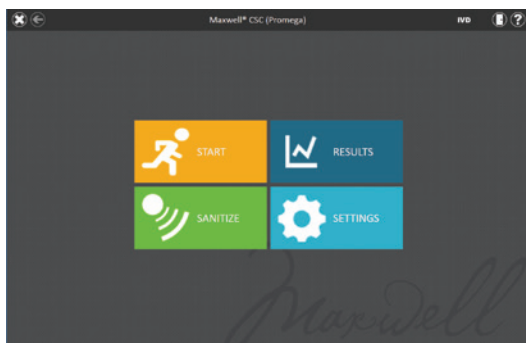 Maxwell® CSC (Promega)
IVD
?
START
RESULTS
SANITIZE
SETTINGS
Maxwell